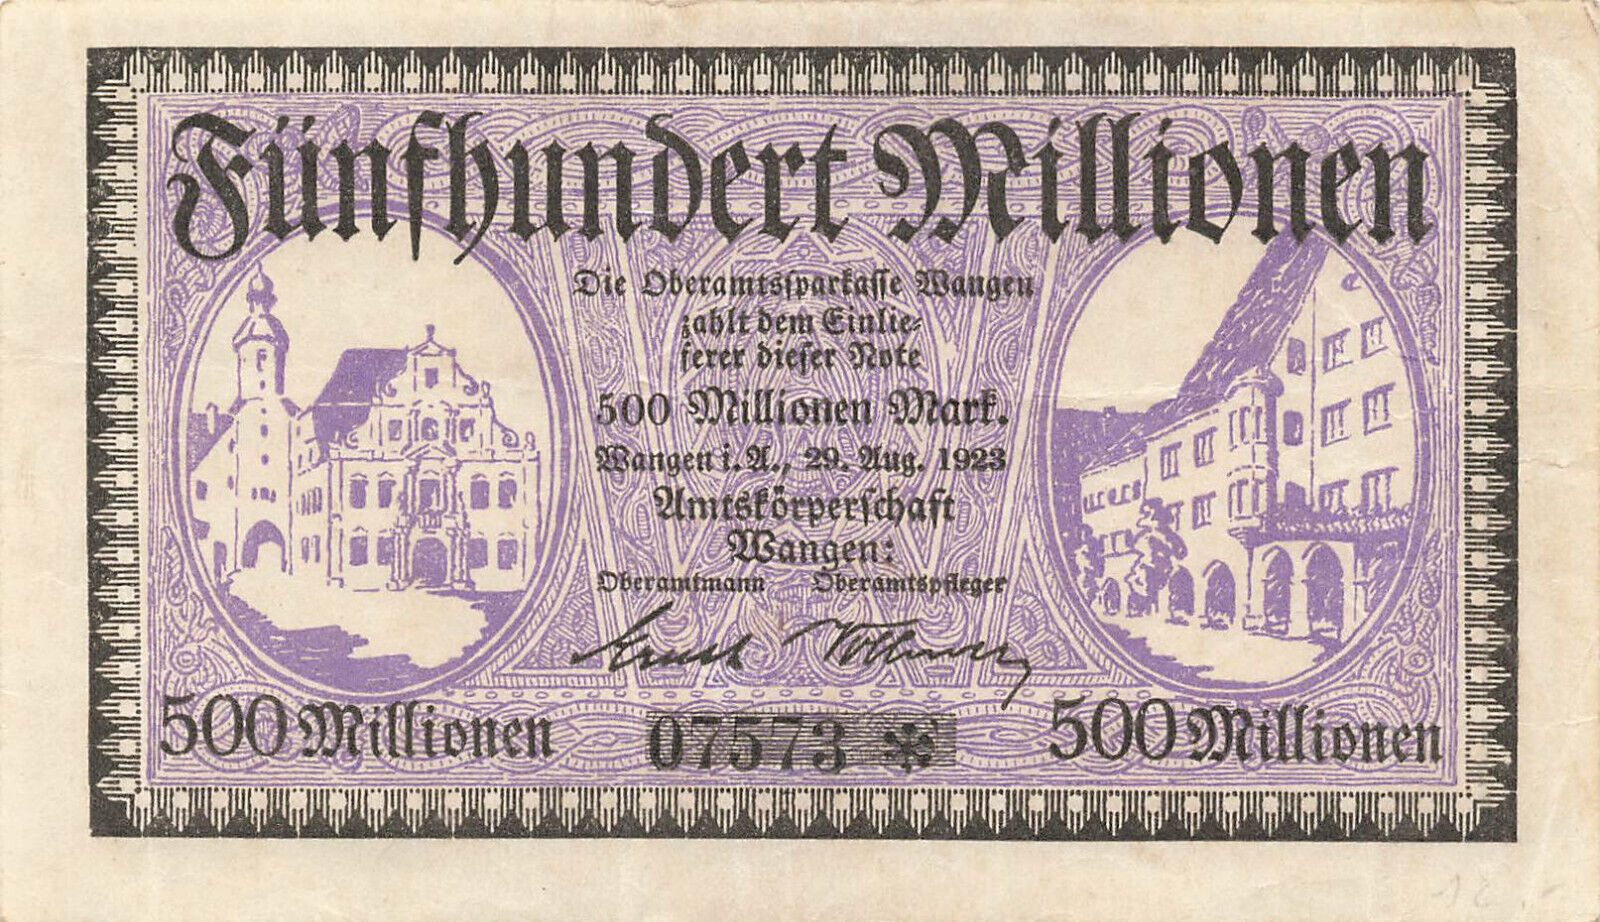 Fünfhundert Millionen
Die Oberamtssparkasse Wangen
zahlt dem Einlie-
ferer dieser Note
500 Millionen Mark.
Wangen i. A., 29. Aug. 1923
Amtskörperschaft
Wangen:
Oberamtmann Oberamtspfleger
500 Millionen 07573 * 500 Millionen